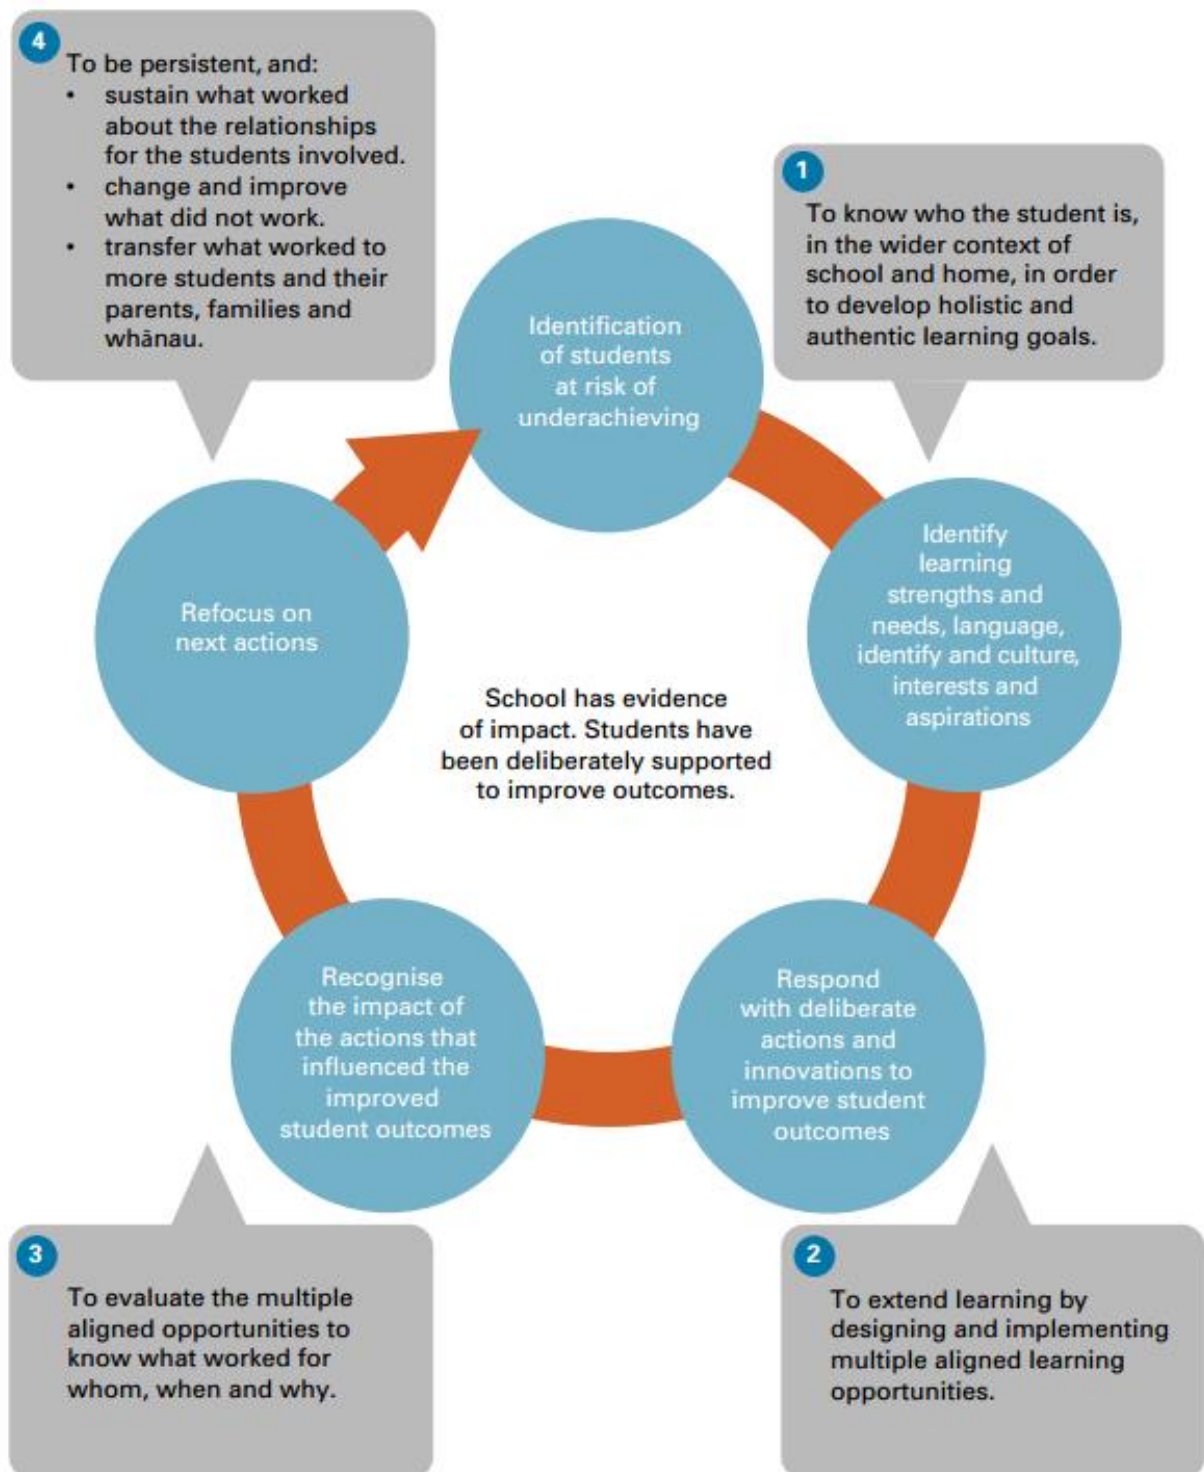 4
To be persistent, and:
• sustain what worked
about the relationships
for the students involved.
• change and improve
what did not work.
• transfer what worked to
more students and their
parents, families and
whānau.
1
To know who the student is,
in the wider context of
school and home, in order
to develop holistic and
authentic learning goals.
Identification
of students
at risk of
underachieving
Identify
learning
strengths and
needs, language,
identify and culture,
interests and
aspirations
Refocus on
next actions
School has evidence
of impact. Students have
been deliberately supported
to improve outcomes.
Recognise
the impact of
the actions that
influenced the
improved
student outcomes
Respond
with deliberate
actions and
innovations to
improve student
outcomes
3
To evaluate the multiple
aligned opportunities to
know what worked for
whom, when and why.
2
To extend learning by
designing and implementing
multiple aligned learning
opportunities.